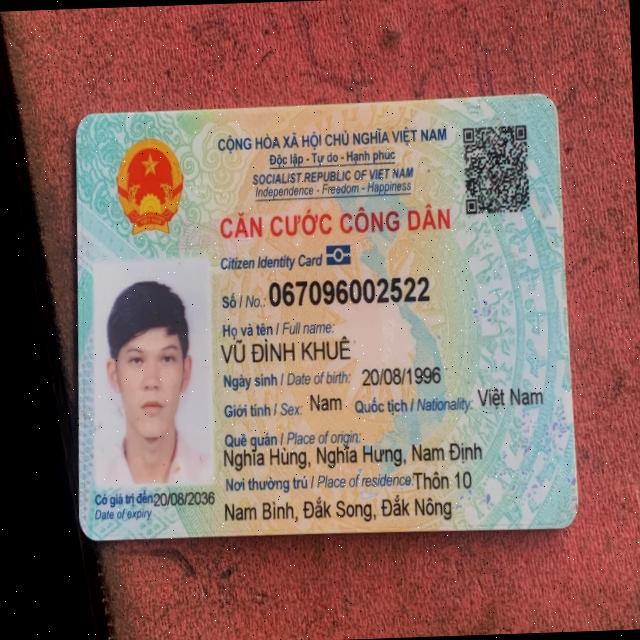 CỘNG HÒA XÃ HỘI CHỦ NGHĨA VIỆT NAM
Độc lập - Tự do - Hạnh phúc
SOCIALIST REPUBLIC OF VIET NAM
Independence - Freedom - Happiness
CĂN CƯỚC CÔNG DÂN
Citizen Identity Card
Số / No.: 067096002522
Họ và tên / Full name:
VŨ ĐÌNH KHUÊ
Ngày sinh / Date of birth: 20/08/1996
Giới tính / Sex: Nam Quốc tịch / Nationality: Việt Nam
Quê quán / Place of origin:
Nghĩa Hùng, Nghĩa Hưng, Nam Định
Nơi thường trú / Place of residence: Thôn 10
Nam Bình, Đắk Song, Đắk Nông
Có giá trị đến: 20/08/2036
Date of expiry